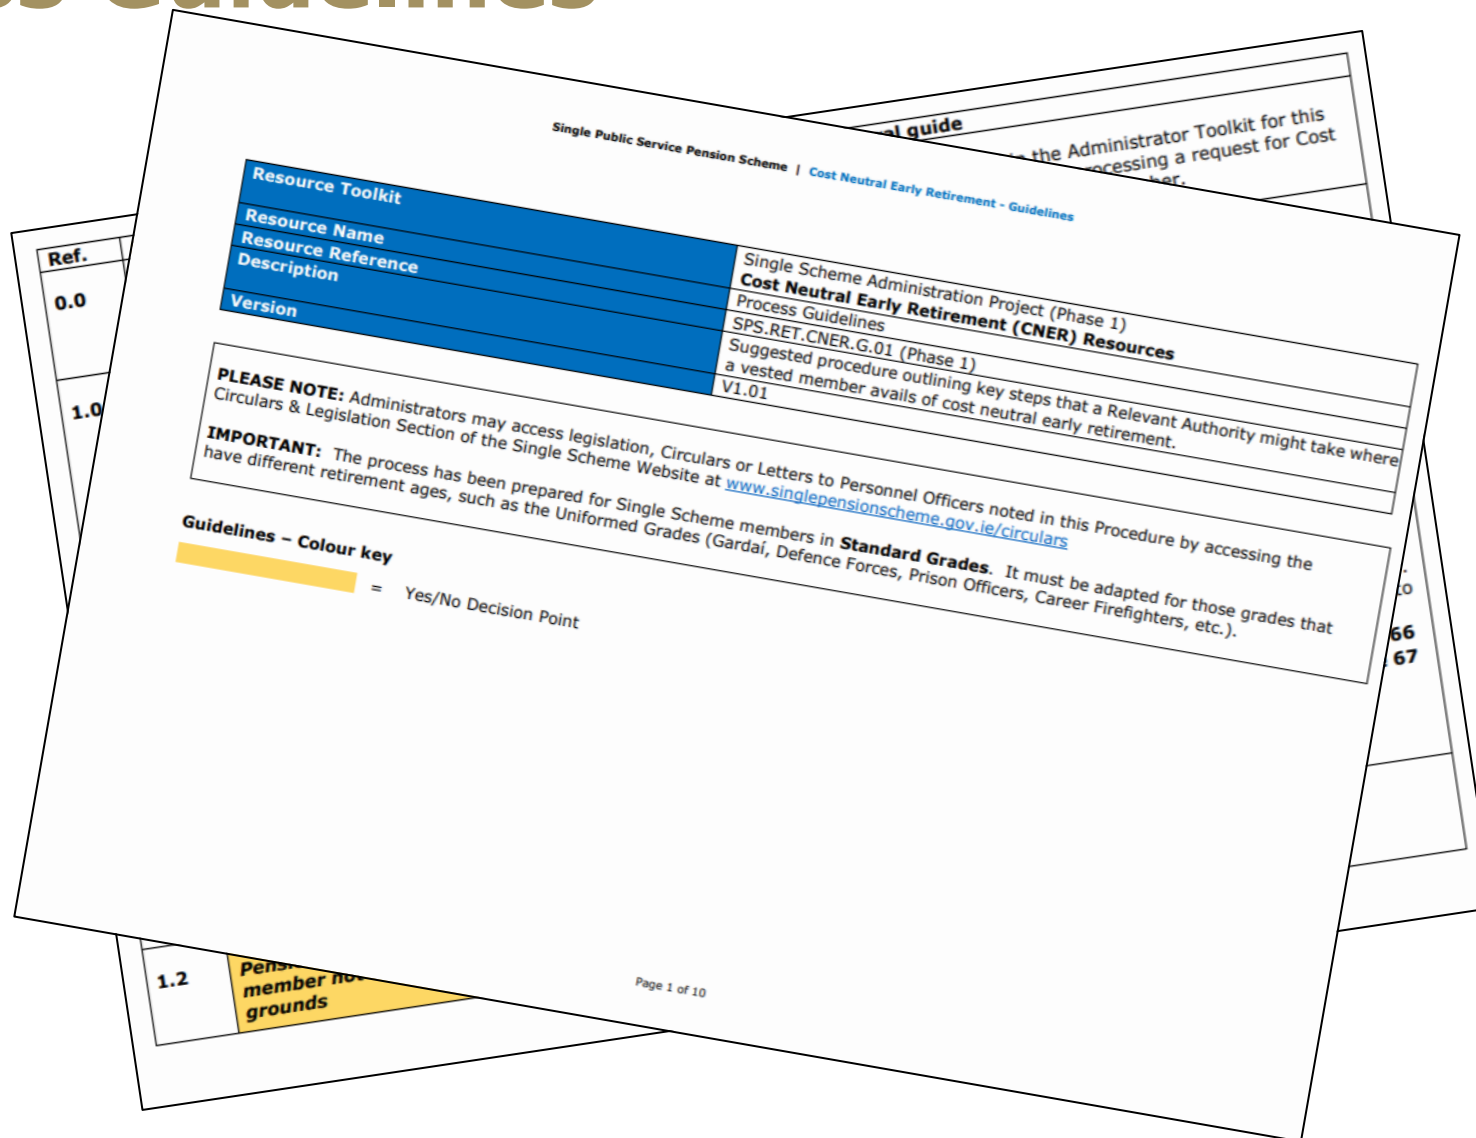 Guidelines
ral guide
the Administrator Toolkit for this
rocessing a request for Cost
ber.
Single Public Service Pension Scheme | Cost Neutral Early Retirement - Guidelines
Resource Toolkit
Single Scheme Administration Project (Phase 1)
Cost Neutral Early Retirement (CNER) Resources
Resource Name
Process Guidelines
Resource Reference
SPS.RET.CNER.G.01 (Phase 1)
Description
Suggested procedure outlining key steps that a Relevant Authority might take where
a vested member avails of cost neutral early retirement.
Version
V1.01
PLEASE NOTE: Administrators may access legislation, Circulars or Letters to Personnel Officers noted in this Procedure by accessing the
Circulars & Legislation Section of the Single Scheme Website at www.singlepensionscheme.gov.ie/circulars
IMPORTANT: The process has been prepared for Single Scheme members in Standard Grades. It must be adapted for those grades that
have different retirement ages, such as the Uniformed Grades (Gardaí, Defence Forces, Prison Officers, Career Firefighters, etc.).
Guidelines – Colour key
= Yes/No Decision Point
Page 1 of 10
Ref.
0.0
1.0
to
66
67
1.2
member
grounds